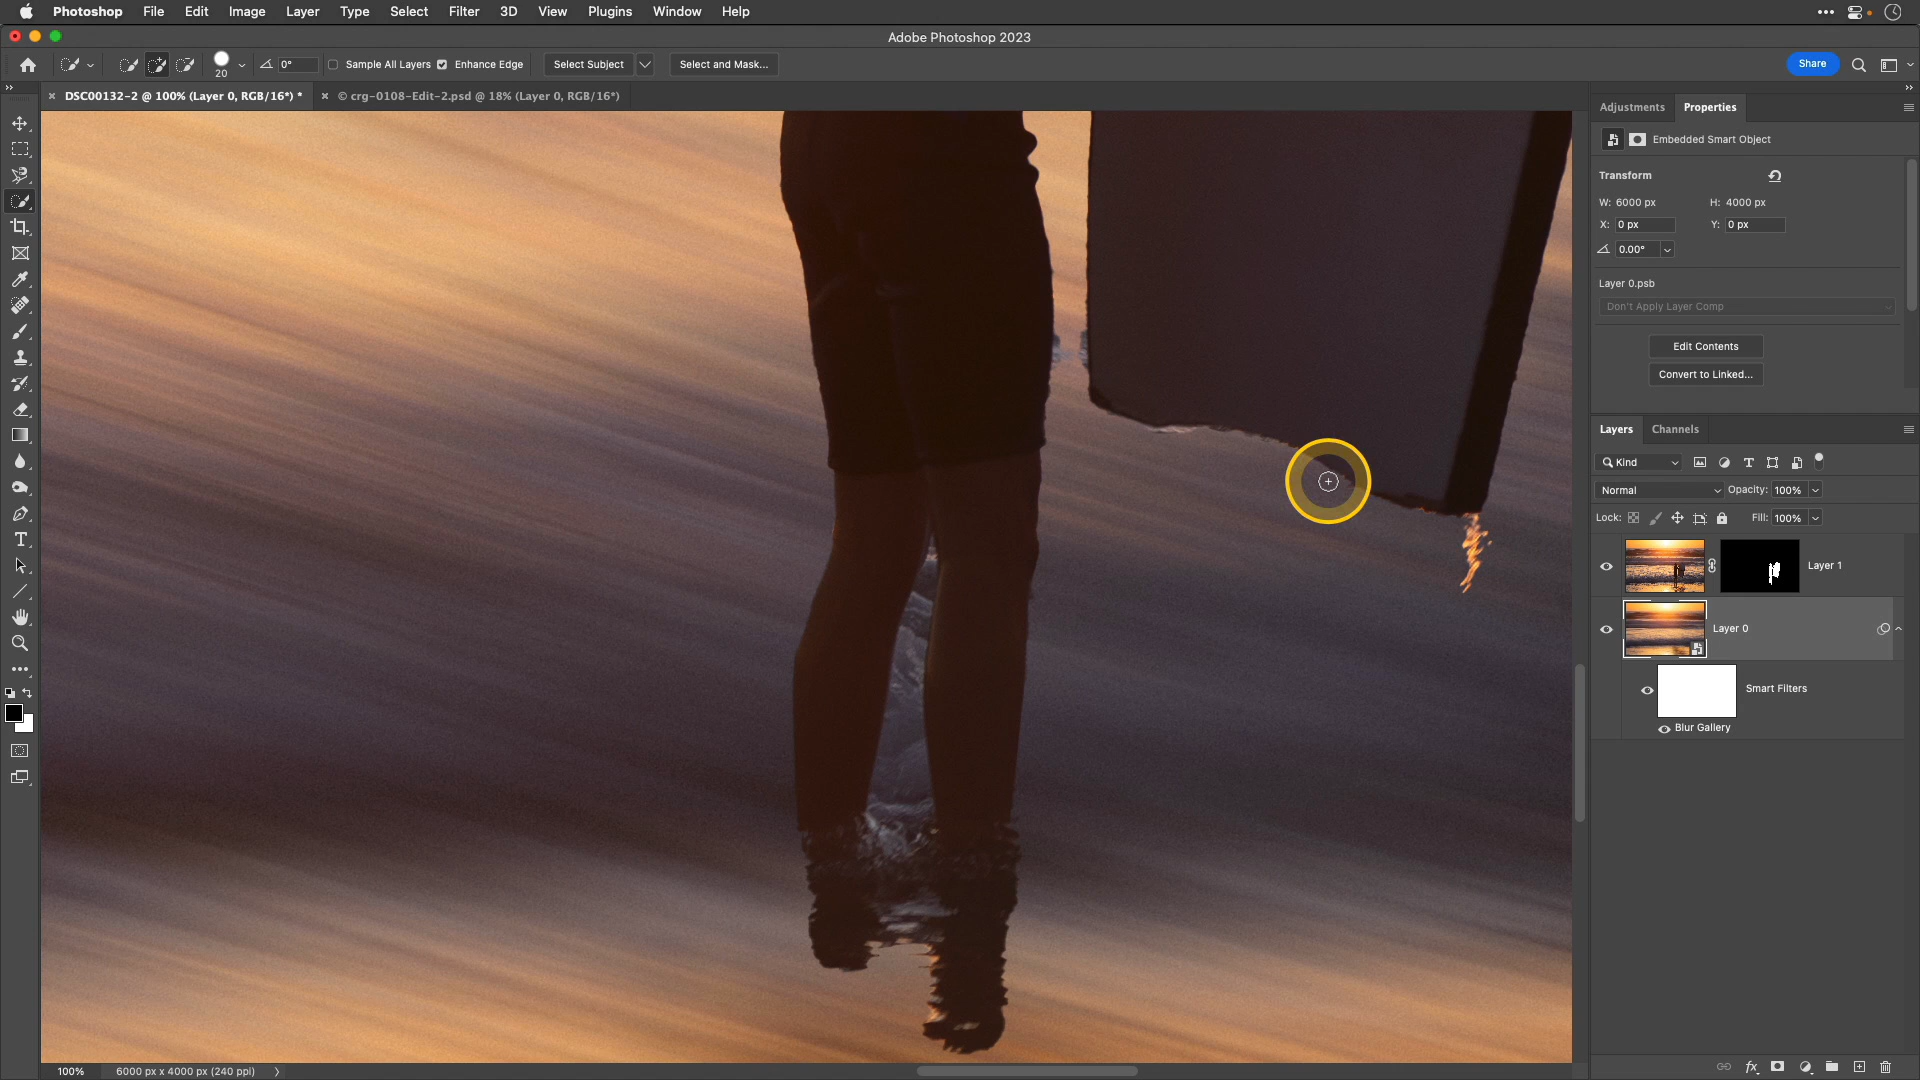 Photoshop File Edit Image Layer Type Select Filter 3D View Plugins Window Help
Adobe Photoshop 2023
20 0° Sample All Layers Enhance Edge Select Subject Select and Mask... Share
DSC00132-2 @ 100% (Layer 0, RGB/16*) * © crg-0108-Edit-2.psd @ 18% (Layer 0, RGB/16*)
Adjustments Properties
Embedded Smart Object
Transform
W: 6000 px H: 4000 px
X: 0 px Y: 0 px
0.00°
Layer 0.psb
Don't Apply Layer Comp
Edit Contents
Convert to Linked...
Layers Channels
Kind
Normal Opacity: 100%
Lock: Fill: 100%
Layer 1
Layer 0
Smart Filters
Blur Gallery
100% 6000 px x 4000 px (240 ppi)